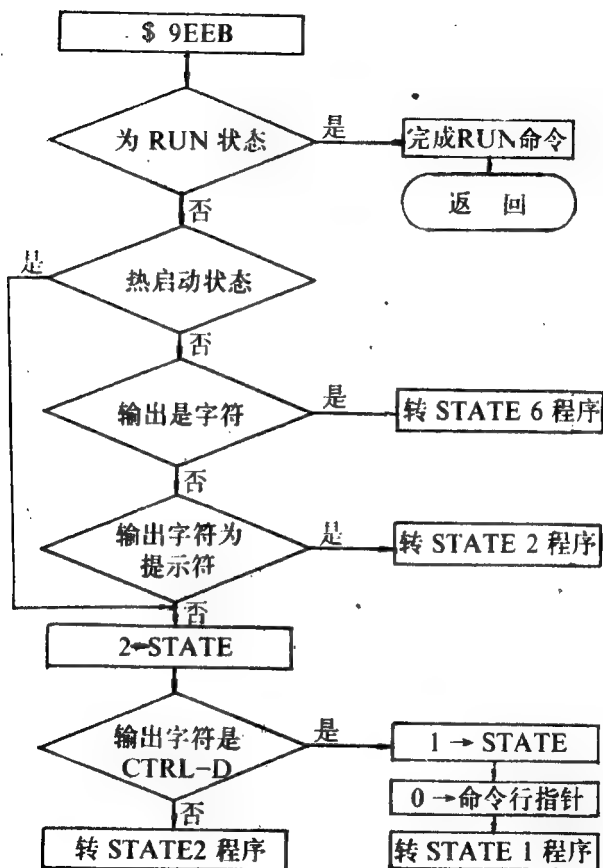 $ 9EEB
为 RUN 状态
是
完成RUN命令
返 回
否
是
热启动状态
否
输出是字符
是
转 STATE 6 程序
否
输出字符为
提示符
是
转 STATE 2 程序
否
2←STATE
输出字符是
CTRL-D
是
1 → STATE
0 →命令行指针
否
转 STATE2 程序
转 STATE 1 程序